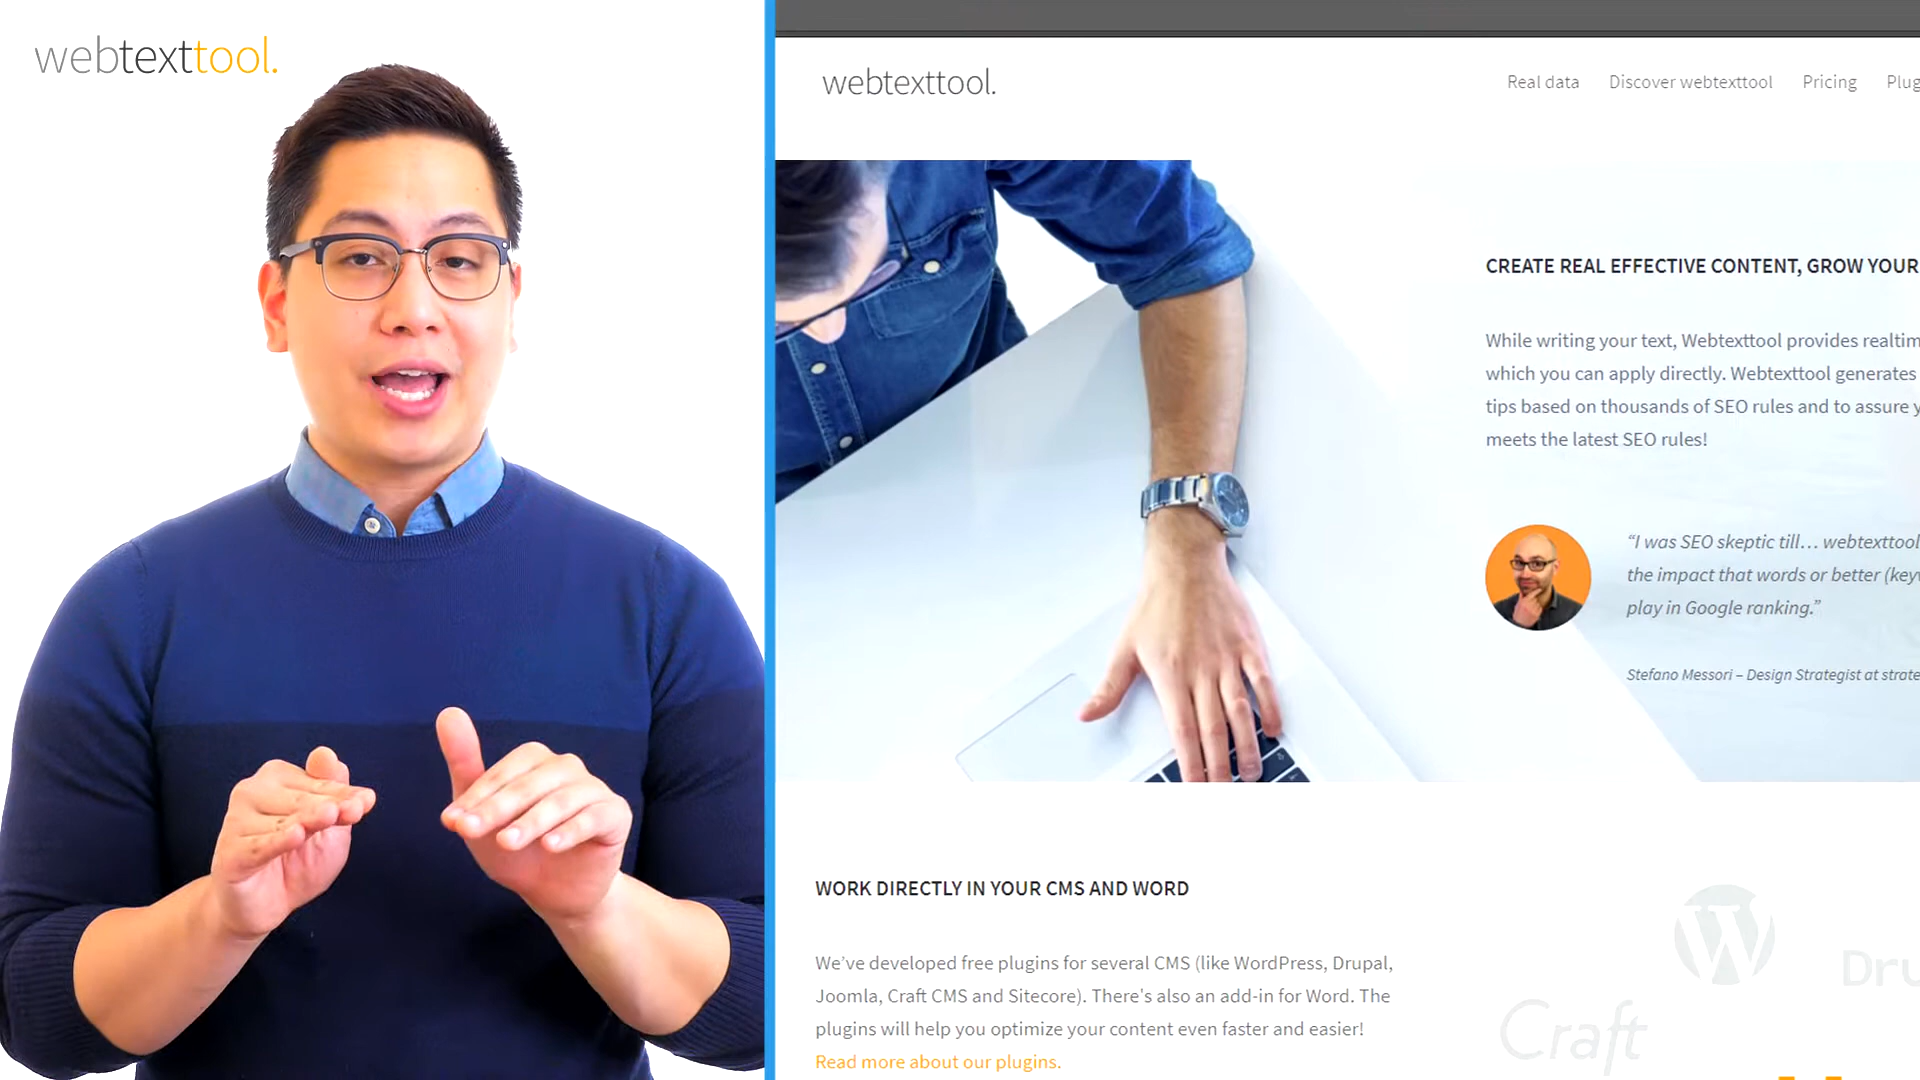 webtexttool.
webtexttool.
Real data
Discover webtexttool
Pricing
Plug
CREATE REAL EFFECTIVE CONTENT, GROW YOUR
While writing your text, Webtexttool provides realtim
which you can apply directly. Webtexttool generates
tips based on thousands of SEO rules and to assure y
meets the latest SEO rules!
“I was SEO skeptic till... webtexttool
the impact that words or better (key
play in Google ranking.”
Stefano Messori – Design Strategist at strate
WORK DIRECTLY IN YOUR CMS AND WORD
We’ve developed free plugins for several CMS (like WordPress, Drupal,
Joomla, Craft CMS and Sitecore). There's also an add-in for Word. The
plugins will help you optimize your content even faster and easier!
Read more about our plugins.
W
Dru
Craft